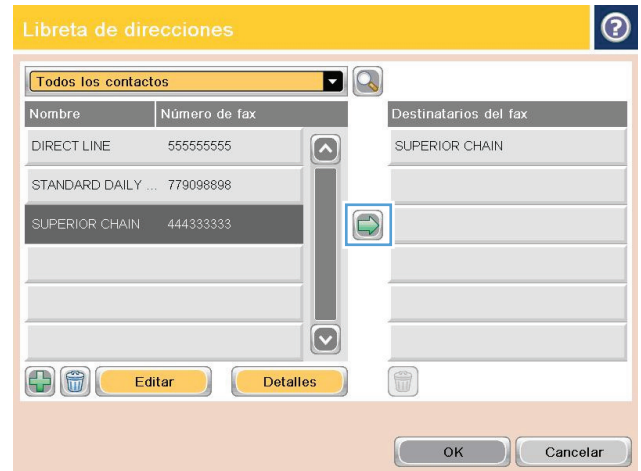 Libreta de direcciones
Todos los contactos
Nombre Número de fax Destinatarios del fax
DIRECT LINE 555555555 SUPERIOR CHAIN
STANDARD DAILY ... 779098898
SUPERIOR CHAIN 444333333
Editar Detalles
OK Cancelar